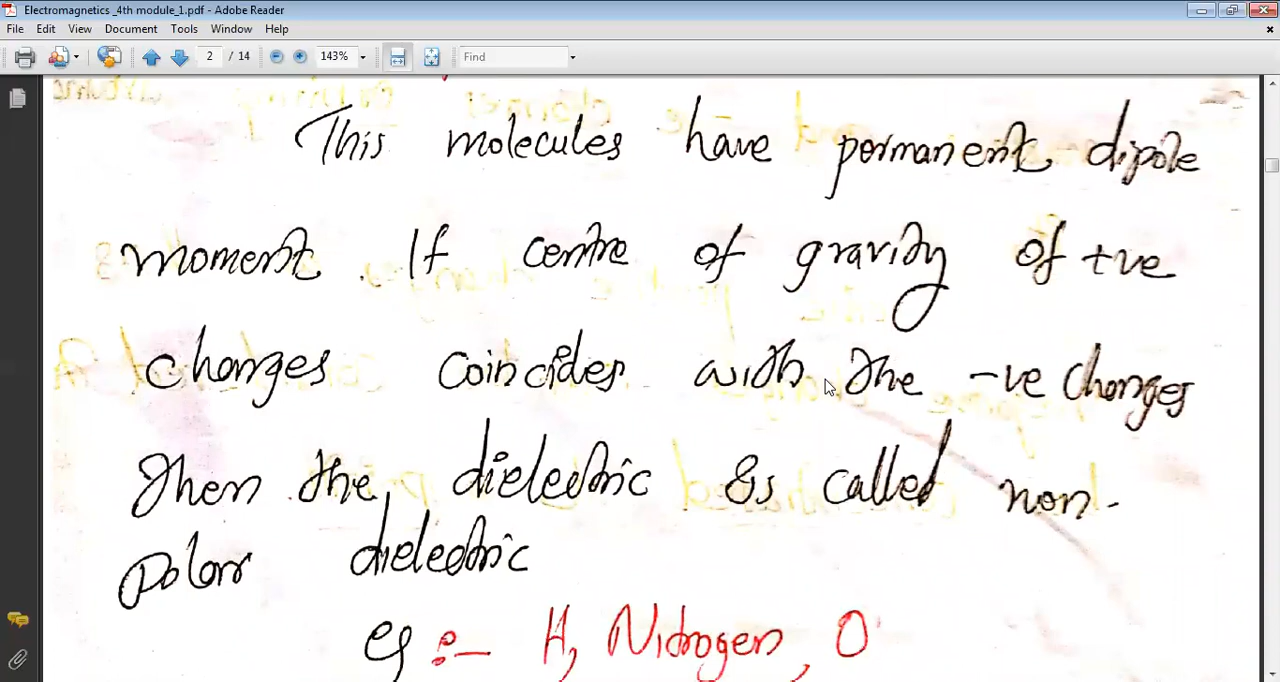 Electromagnetics _4th module_1.pdf - Adobe Reader
File Edit View Document Tools Window Help
2 / 14 143% Find
This molecules have permanent dipole
moment. If centre of gravity of +ve
charges coincides with the -ve charges
then the dielectric is called non-
polar dielectric
eg :- H, Nitrogen, O